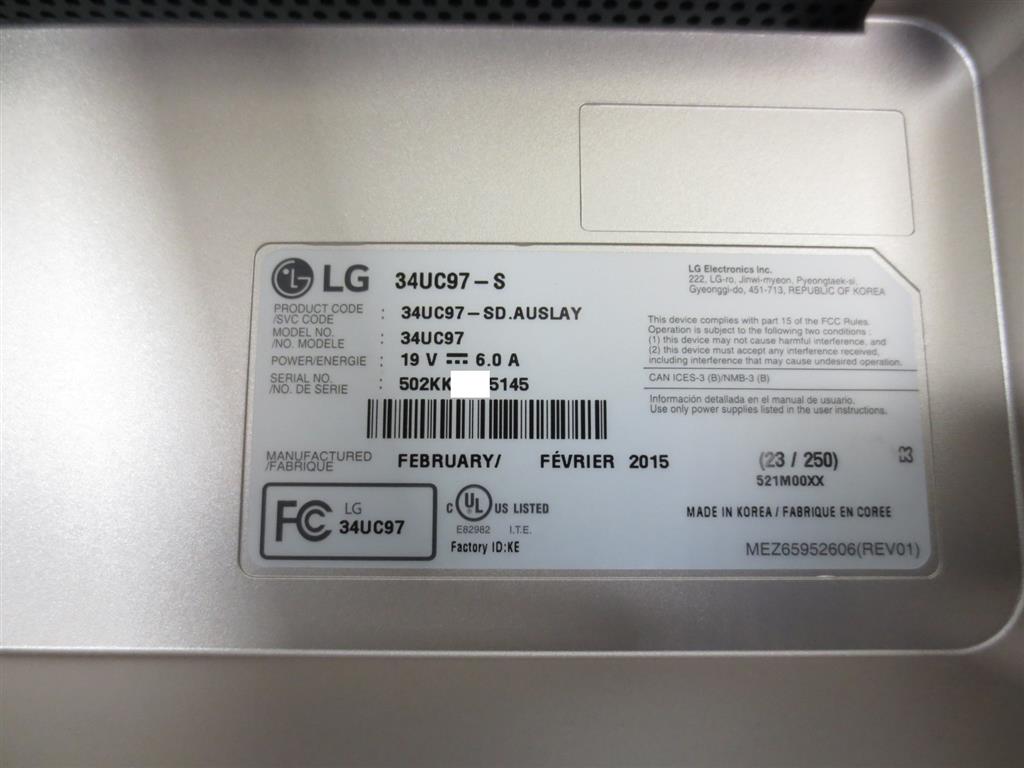 LG 34UC97-S
PRODUCT CODE
/SVC CODE : 34UC97-SD.AUSLAY
MODEL NO.
/NO. MODELE : 34UC97
POWER/ENERGIE : 19 V 6.0 A
SERIAL NO.
/NO. DE SERIE : 502KK 5145
MANUFACTURED
/FABRIQUE FEBRUARY/ FÉVRIER 2015
FC LG
34UC97
C UL US LISTED
E82982 I.T.E.
Factory ID:KE
LG Electronics Inc.
222, LG-ro, Jinwi-myeon, Pyeongtaek-si,
Gyeonggi-do, 451-713, REPUBLIC OF KOREA
This device complies with part 15 of the FCC Rules.
Operation is subject to the following two conditions :
(1) this device may not cause harmful interference, and
(2) this device must accept any interference received,
including interference that may cause undesired operation.
CAN ICES-3 (B)/NMB-3 (B)
Información detallada en el manual de usuario.
Use only power supplies listed in the user instructions.
(23 / 250)
521M00XX
MADE IN KOREA / FABRIQUE EN COREE
MEZ65952606(REV01)